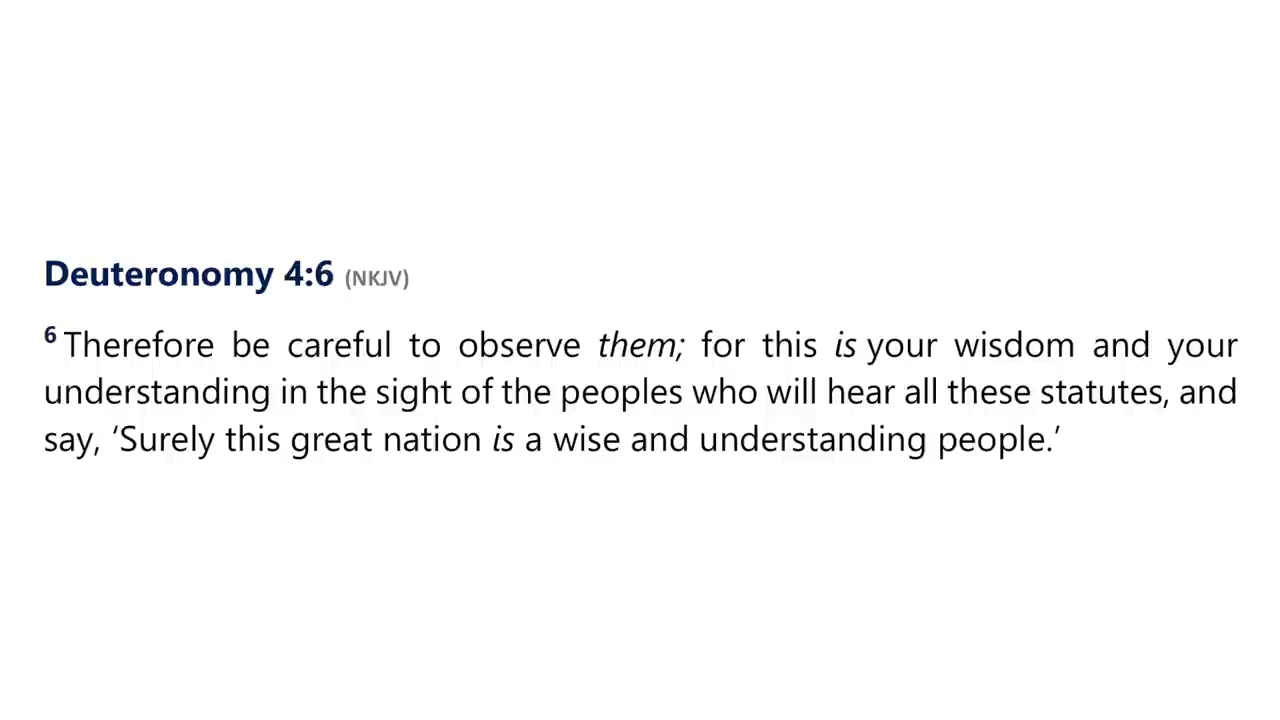 Deuteronomy 4:6 (NKJV)
6 Therefore be careful to observe them; for this is your wisdom and your
understanding in the sight of the peoples who will hear all these statutes, and
say, ‘Surely this great nation is a wise and understanding people.’